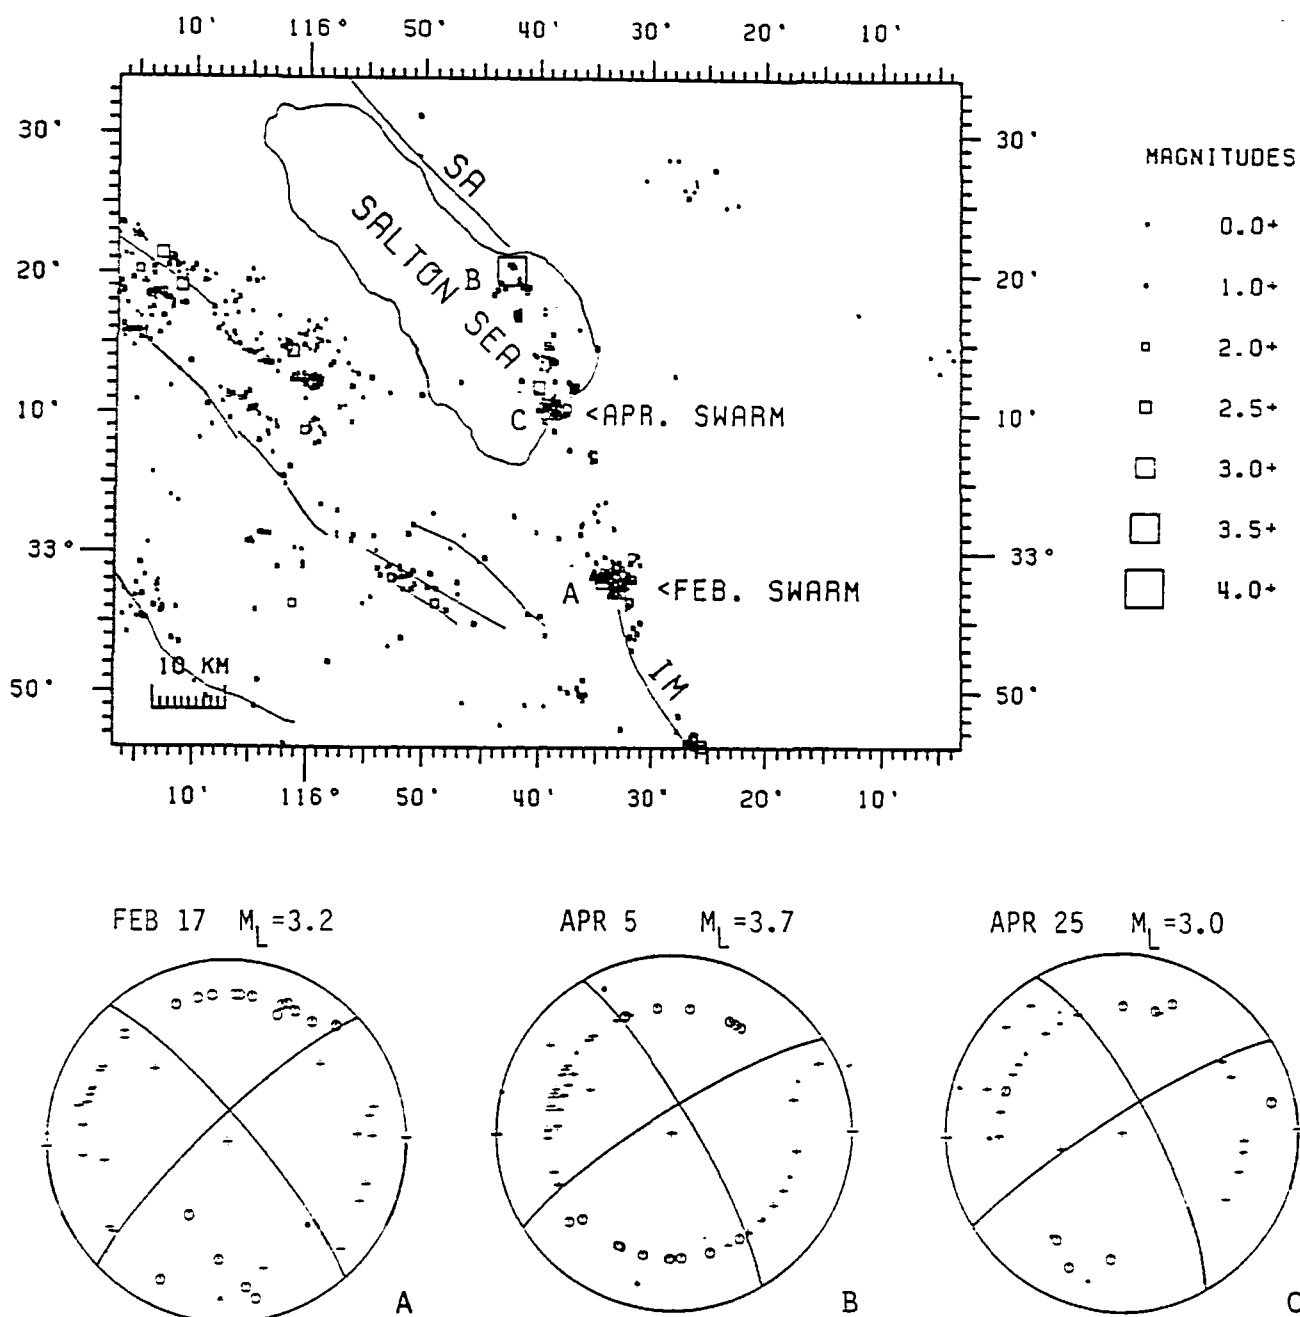 10' 116° 50' 40' 30' 20' 10'
30' 30'
MAGNITUDES
SA
0.0+
SALTON SEA
20' B 20'
1.0+
2.0+
10' C <APR. SWARM 10'
2.5+
3.0+
3.5+
33° 33°
A <FEB. SWARM
4.0+
10 KM
IM
50' 50'
10' 116° 50' 40' 30' 20' 10'
FEB 17 ML=3.2 APR 5 ML=3.7 APR 25 ML=3.0
A B C